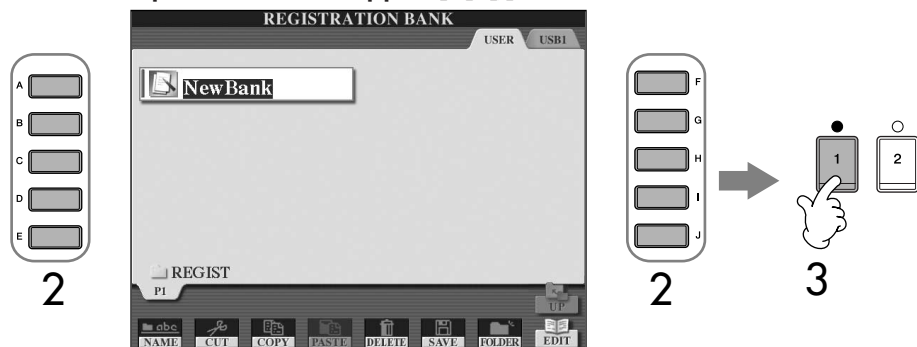 REGISTRATION BANK
USER USB1
NewBank
A
B
C
D
E
2
F
G
H
I
J
2
1 2
3
REGIST
P1
UP
abc
NAME CUT COPY PASTE DELETE SAVE FOLDER EDIT